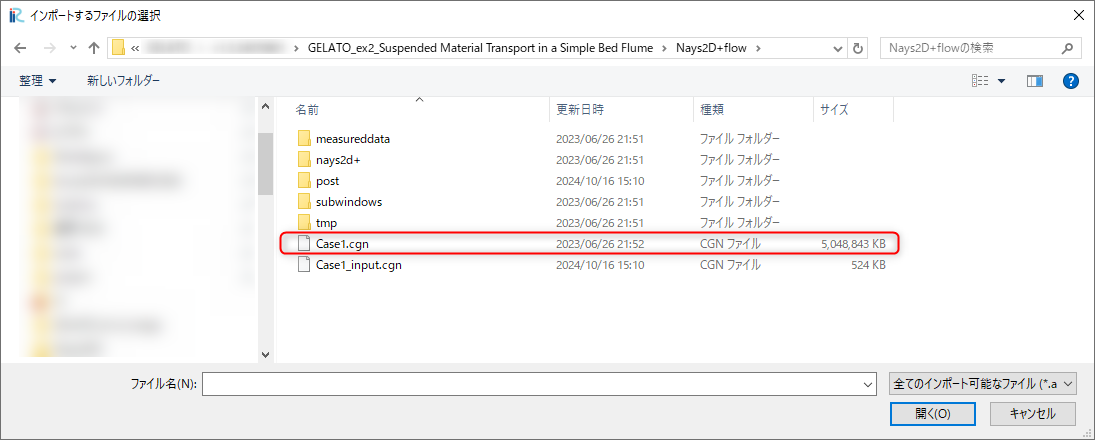 インポートするファイルの選択
« GELATO_ex2_Suspended Material Transport in a Simple Bed Flume > Nays2D+flow > Nays2D+flowの検索
整理 新しいフォルダー
名前 更新日時 種類 サイズ
measureddata 2023/06/26 21:51 ファイル フォルダー
nays2d+ 2023/06/26 21:51 ファイル フォルダー
post 2024/10/16 15:10 ファイル フォルダー
subwindows 2023/06/26 21:51 ファイル フォルダー
tmp 2023/06/26 21:51 ファイル フォルダー
Case1.cgn 2023/06/26 21:52 CGN ファイル 5,048,843 KB
Case1_input.cgn 2024/10/16 15:10 CGN ファイル 524 KB
ファイル名(N): 全てのインポート可能なファイル (*.a
開く(O) キャンセル